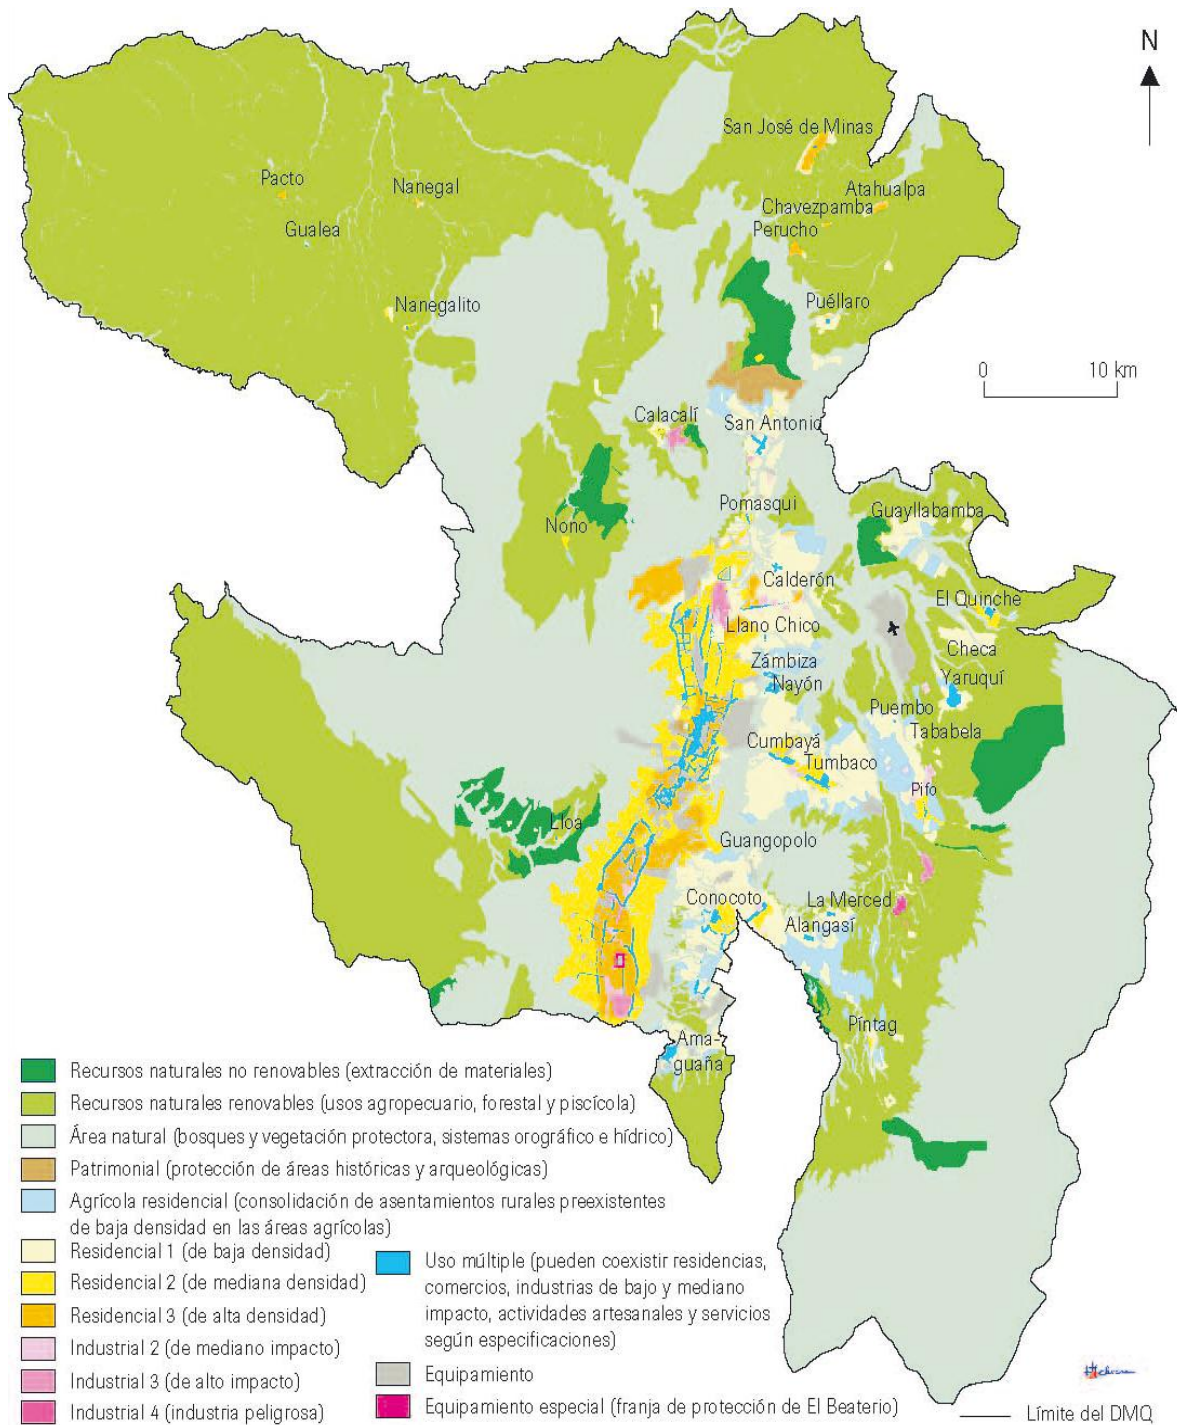 N
San José de Minas
Pacto
Nanegal
Atahualpa
Chavezpamba
Gualea
Perucho
Nanegalito
Puéllaro
0 10 km
Calacalí
San Antonio
Pomasqui
Guayllabamba
Nono
Calderón
El Quinche
Llano Chico
Checa
Zámbiza
Nayón
Yaruquí
Puembo
Tababela
Cumbayá
Tumbaco
Pifo
Lloa
Guangopolo
Conocoto
La Merced
Alangasí
Píntag
Ama-
guaña
Recursos naturales no renovables (extracción de materiales)
Recursos naturales renovables (usos agropecuario, forestal y piscícola)
Área natural (bosques y vegetación protectora, sistemas orográfico e hídrico)
Patrimonial (protección de áreas históricas y arqueológicas)
Agrícola residencial (consolidación de asentamientos rurales preexistentes
de baja densidad en las áreas agrícolas)
Residencial 1 (de baja densidad)
Residencial 2 (de mediana densidad)
Residencial 3 (de alta densidad)
Industrial 2 (de mediano impacto)
Industrial 3 (de alto impacto)
Industrial 4 (industria peligrosa)
Uso múltiple (pueden coexistir residencias,
comercios, industrias de bajo y mediano
impacto, actividades artesanales y servicios
según especificaciones)
Equipamiento
Equipamiento especial (franja de protección de El Beaterio)
Límite del DMQ